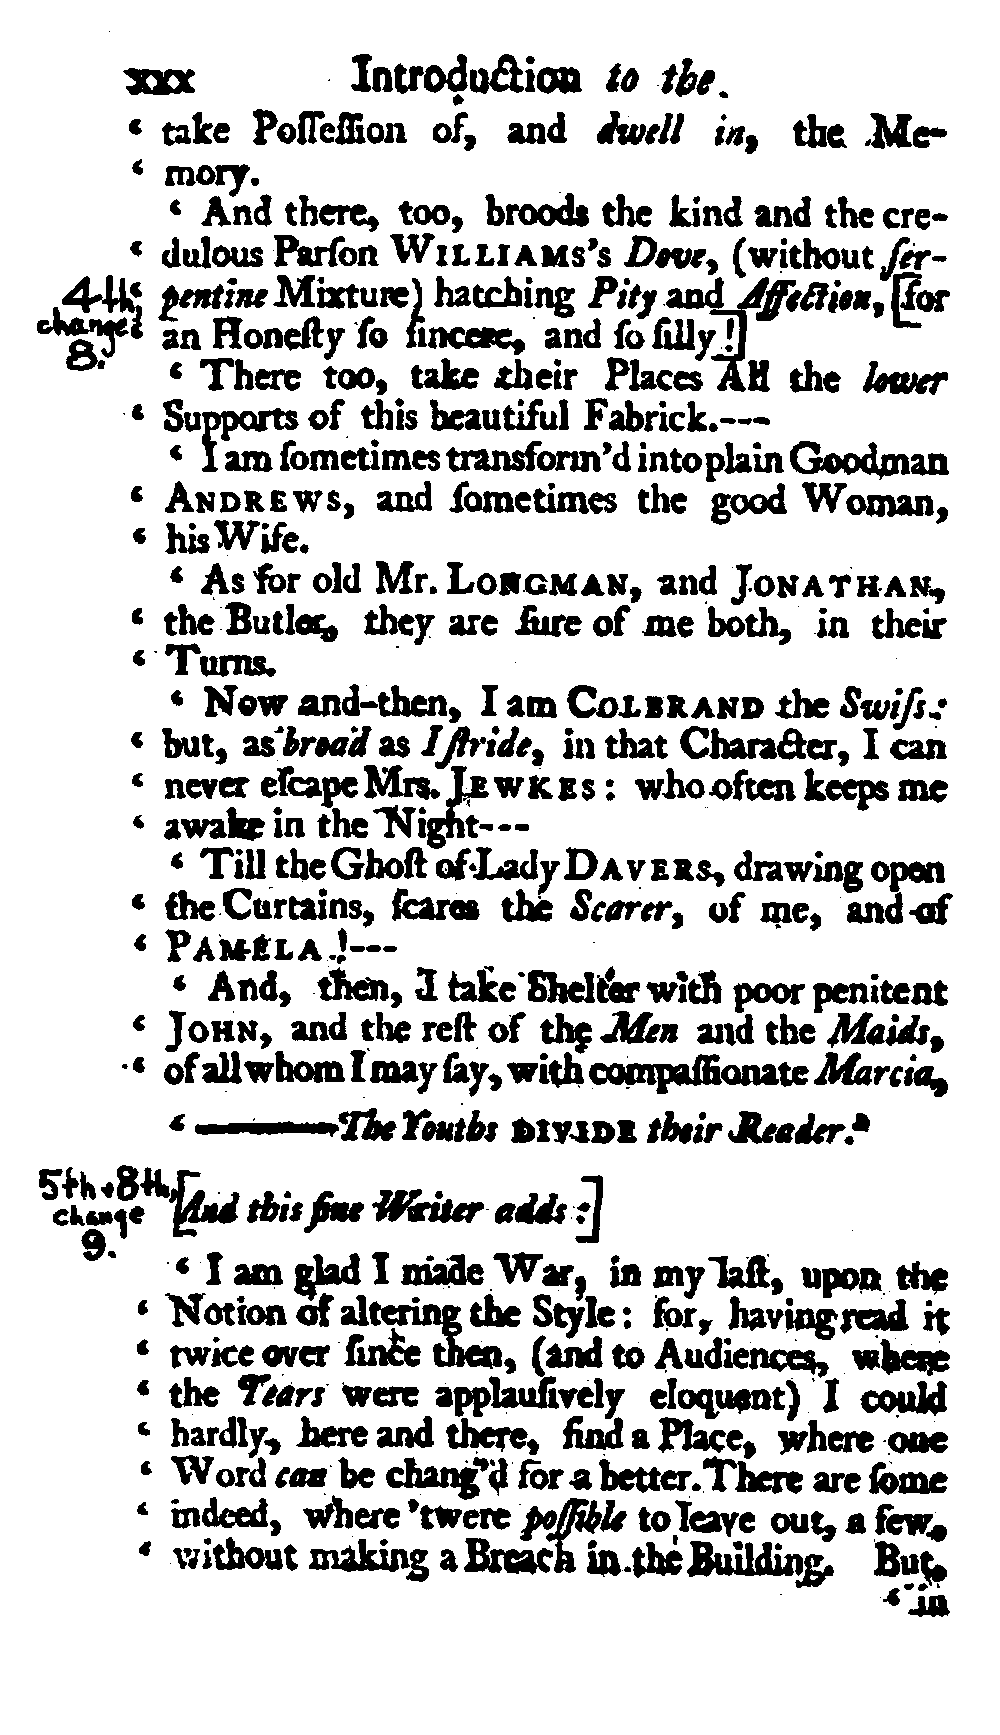 xxx Introduction to the.
‘ take Poſſeſſion of, and dwell in, the Me-
‘ mory.
‘ And there, too, broods the kind and the cre-
‘ dulous Parſon WILLIAMS’s Dove, (without ſer-
4th, ‘ pentine Mixture) hatching Pity and Affection, [for
change ‘ an Honeſty ſo ſincere, and ſo ſilly!]
8.
‘ There too, take their Places All the lower
‘ Supports of this beautiful Fabrick.---
‘ I am ſometimes transform’d into plain Goodman
‘ ANDREWS, and ſometimes the good Woman,
‘ his Wife.
‘ As for old Mr. LONGMAN, and JONATHAN,
‘ the Butler, they are ſure of me both, in their
‘ Turns.
‘ Now and-then, I am COLBRAND the Swiſs:
‘ but, as broad as I ſtride, in that Character, I can
‘ never eſcape Mrs. JEWKES: who often keeps me
‘ awake in the Night---
‘ Till the Ghoſt of Lady DAVERS, drawing open
‘ the Curtains, ſcares the Scarer, of me, and of
‘ PAMELA!---
‘ And, then, I take Shelter with poor penitent
‘ JOHN, and the reſt of the Men and the Maids,
‘ of all whom I may ſay, with compaſſionate Marcia,
‘ ———The Youths DIVIDE their Reader.”
5th + 8th, [And this fine Writer adds:]
change
9.
‘ I am glad I made War, in my laſt, upon the
‘ Notion of altering the Style: for, having read it
‘ twice over ſince then, (and to Audiences, where
‘ the Tears were applauſively eloquent) I could
‘ hardly, here and there, find a Place, where one
‘ Word can be chang’d for a better. There are ſome
‘ indeed, where ’twere poſſible to leave out, a few,
‘ without making a Breach in the Building. But,
‘ in